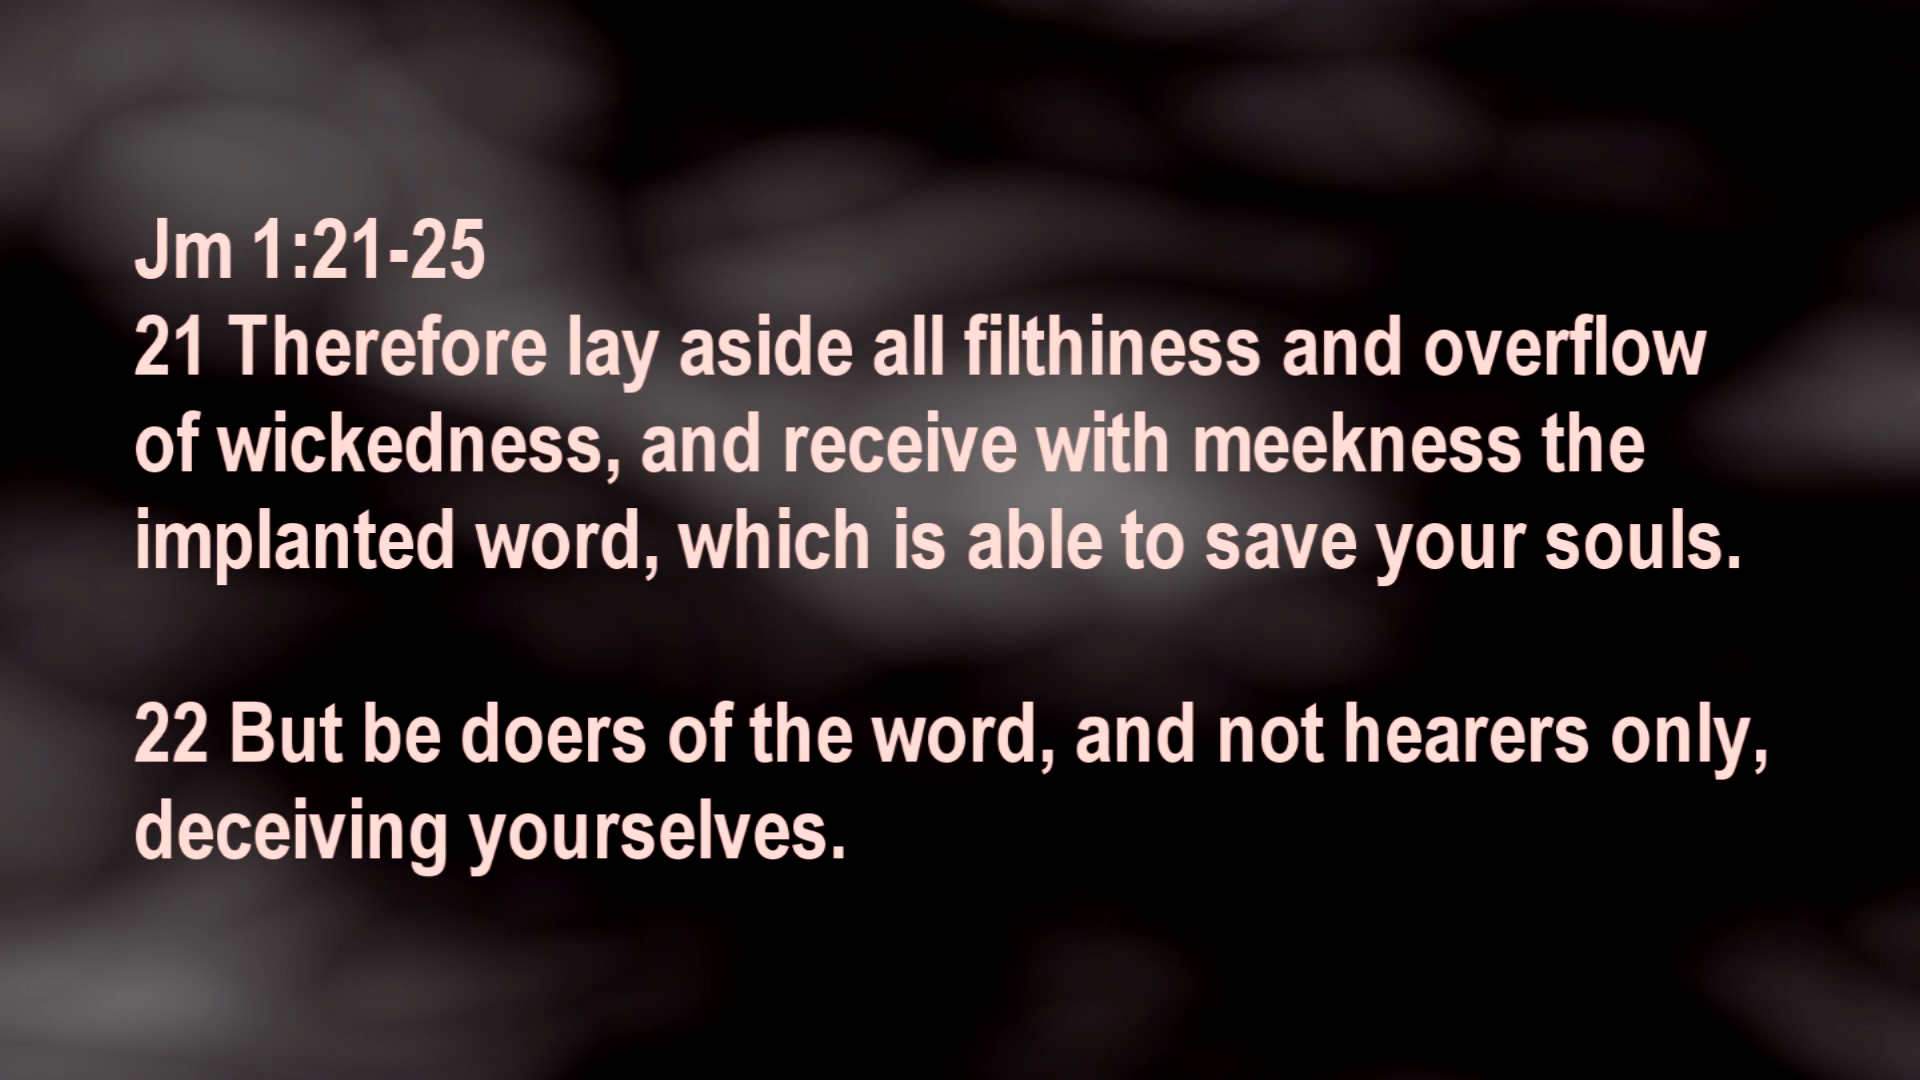 Jm 1:21-25
21 Therefore lay aside all filthiness and overflow
of wickedness, and receive with meekness the
implanted word, which is able to save your souls.
22 But be doers of the word, and not hearers only,
deceiving yourselves.